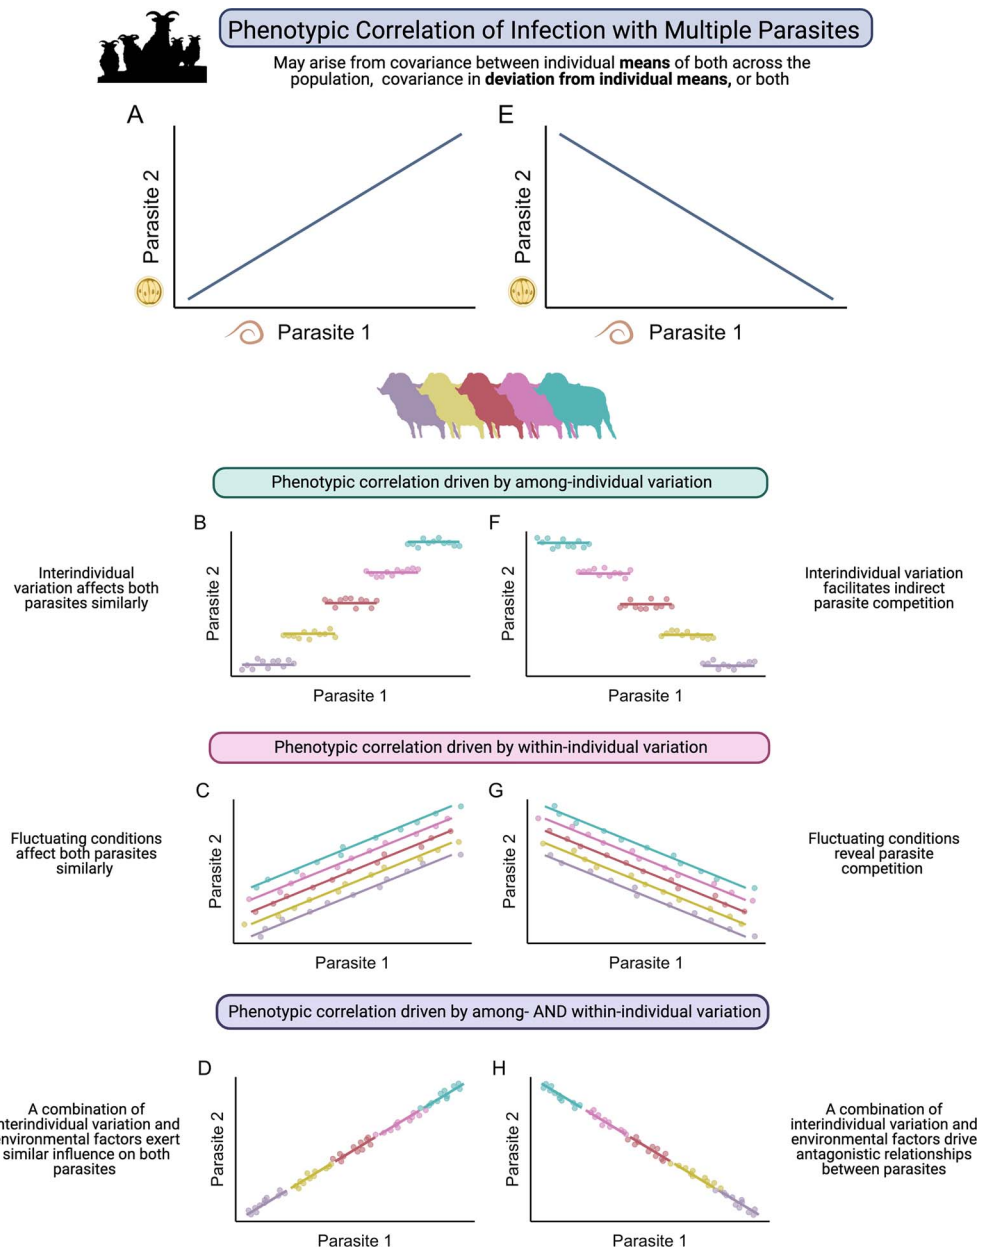 Phenotypic Correlation of Infection with Multiple Parasites
May arise from covariance between individual means of both across the
population, covariance in deviation from individual means, or both
A
Parasite 2
Parasite 1
E
Parasite 2
Parasite 1
Phenotypic correlation driven by among-individual variation
Interindividual
variation affects both
parasites similarly
B
Parasite 2
Parasite 1
F
Parasite 2
Parasite 1
Interindividual variation
facilitates indirect
parasite competition
Phenotypic correlation driven by within-individual variation
Fluctuating conditions
affect both parasites
similarly
C
Parasite 2
Parasite 1
G
Parasite 2
Parasite 1
Fluctuating conditions
reveal parasite
competition
Phenotypic correlation driven by among- AND within-individual variation
A combination of
nterindividual variation and
environmental factors exert
similar influence on both
parasites
D
Parasite 2
Parasite 1
H
Parasite 2
Parasite 1
A combination of
interindividual variation and
environmental factors drive
antagonistic relationships
between parasites